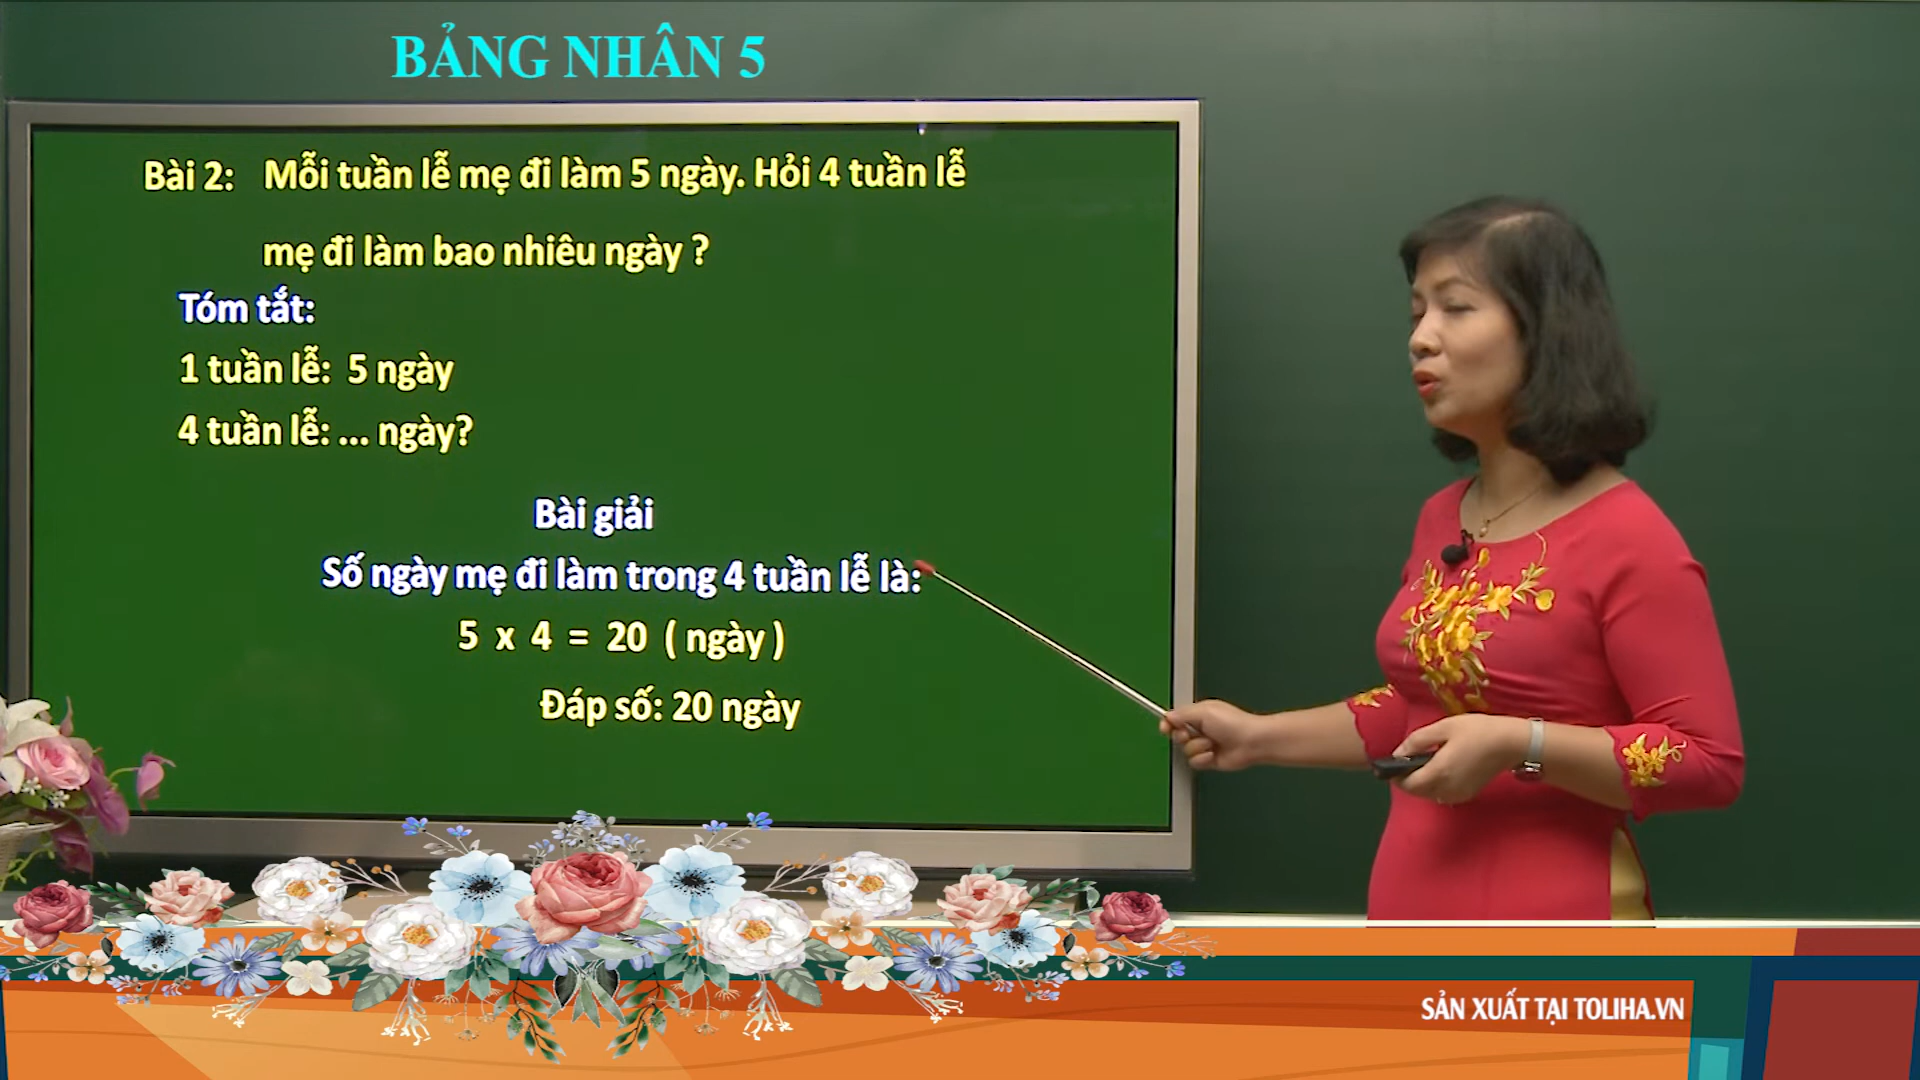 BẢNG NHÂN 5
Bài 2: Mỗi tuần lễ mẹ đi làm 5 ngày. Hỏi 4 tuần lễ
mẹ đi làm bao nhiêu ngày ?
Tóm tắt:
1 tuần lễ: 5 ngày
4 tuần lễ: ... ngày?
Bài giải
Số ngày mẹ đi làm trong 4 tuần lễ là:
5 x 4 = 20 ( ngày )
Đáp số: 20 ngày
SẢN XUẤT TẠI TOLIHA.VN